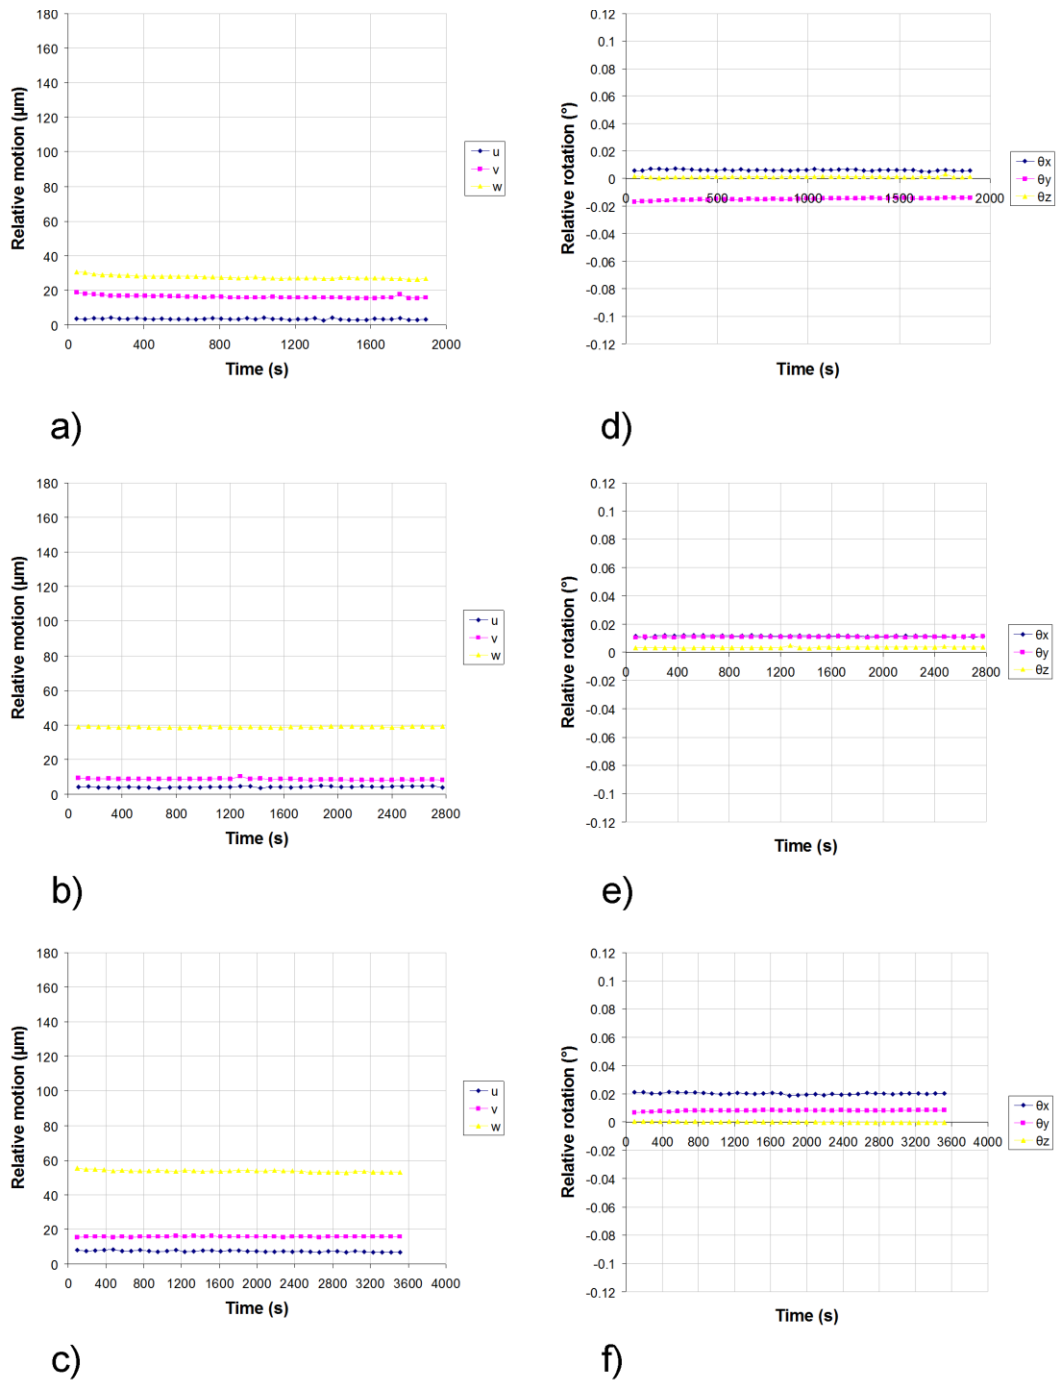 180
160
140
120
100
80
60
40
20
0
Relative motion (µm)
0 400 800 1200 1600 2000
Time (s)
u
v
w
a)
0.12
0.1
0.08
0.06
0.04
0.02
0
-0.02
-0.04
-0.06
-0.08
-0.1
-0.12
Relative rotation (°)
0 500 1000 1500 2000
Time (s)
θx
θy
θz
d)
180
160
140
120
100
80
60
40
20
0
Relative motion (µm)
0 400 800 1200 1600 2000 2400 2800
Time (s)
u
v
w
b)
0.12
0.1
0.08
0.06
0.04
0.02
0
-0.02
-0.04
-0.06
-0.08
-0.1
-0.12
Relative rotation (°)
0 400 800 1200 1600 2000 2400 2800
Time (s)
θx
θy
θz
e)
180
160
140
120
100
80
60
40
20
0
Relative motion (µm)
0 400 800 1200 1600 2000 2400 2800 3200 3600 4000
Time (s)
u
v
w
c)
0.12
0.1
0.08
0.06
0.04
0.02
0
-0.02
-0.04
-0.06
-0.08
-0.1
-0.12
Relative rotation (°)
0 400 800 1200 1600 2000 2400 2800 3200 3600 4000
Time (s)
θx
θy
θz
f)